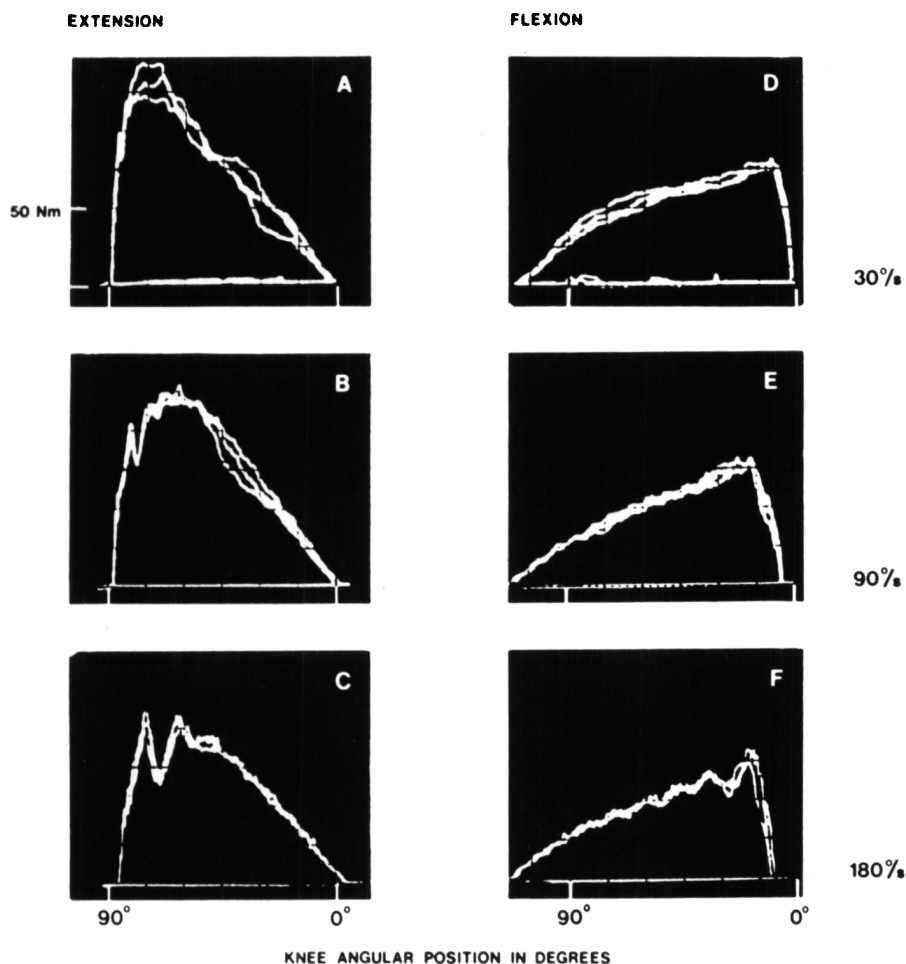 EXTENSION
FLEXION
A
D
50 Nm
30°/s
B
E
90°/s
C
F
180°/s
90° 0° 90° 0°
KNEE ANGULAR POSITION IN DEGREES